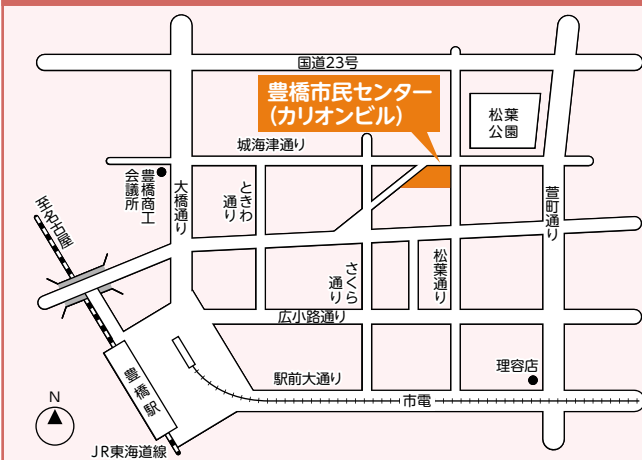 国道23号
豊橋市民センター
(カリオンビル)
松葉
公園
城海津通り
豊橋商工
会議所
大橋通り
ときわ
通り
萱町通り
至名古屋
さくら
通り
松葉通り
広小路通り
理容店
駅前大通り
市電
豊橋駅
N
JR東海道線